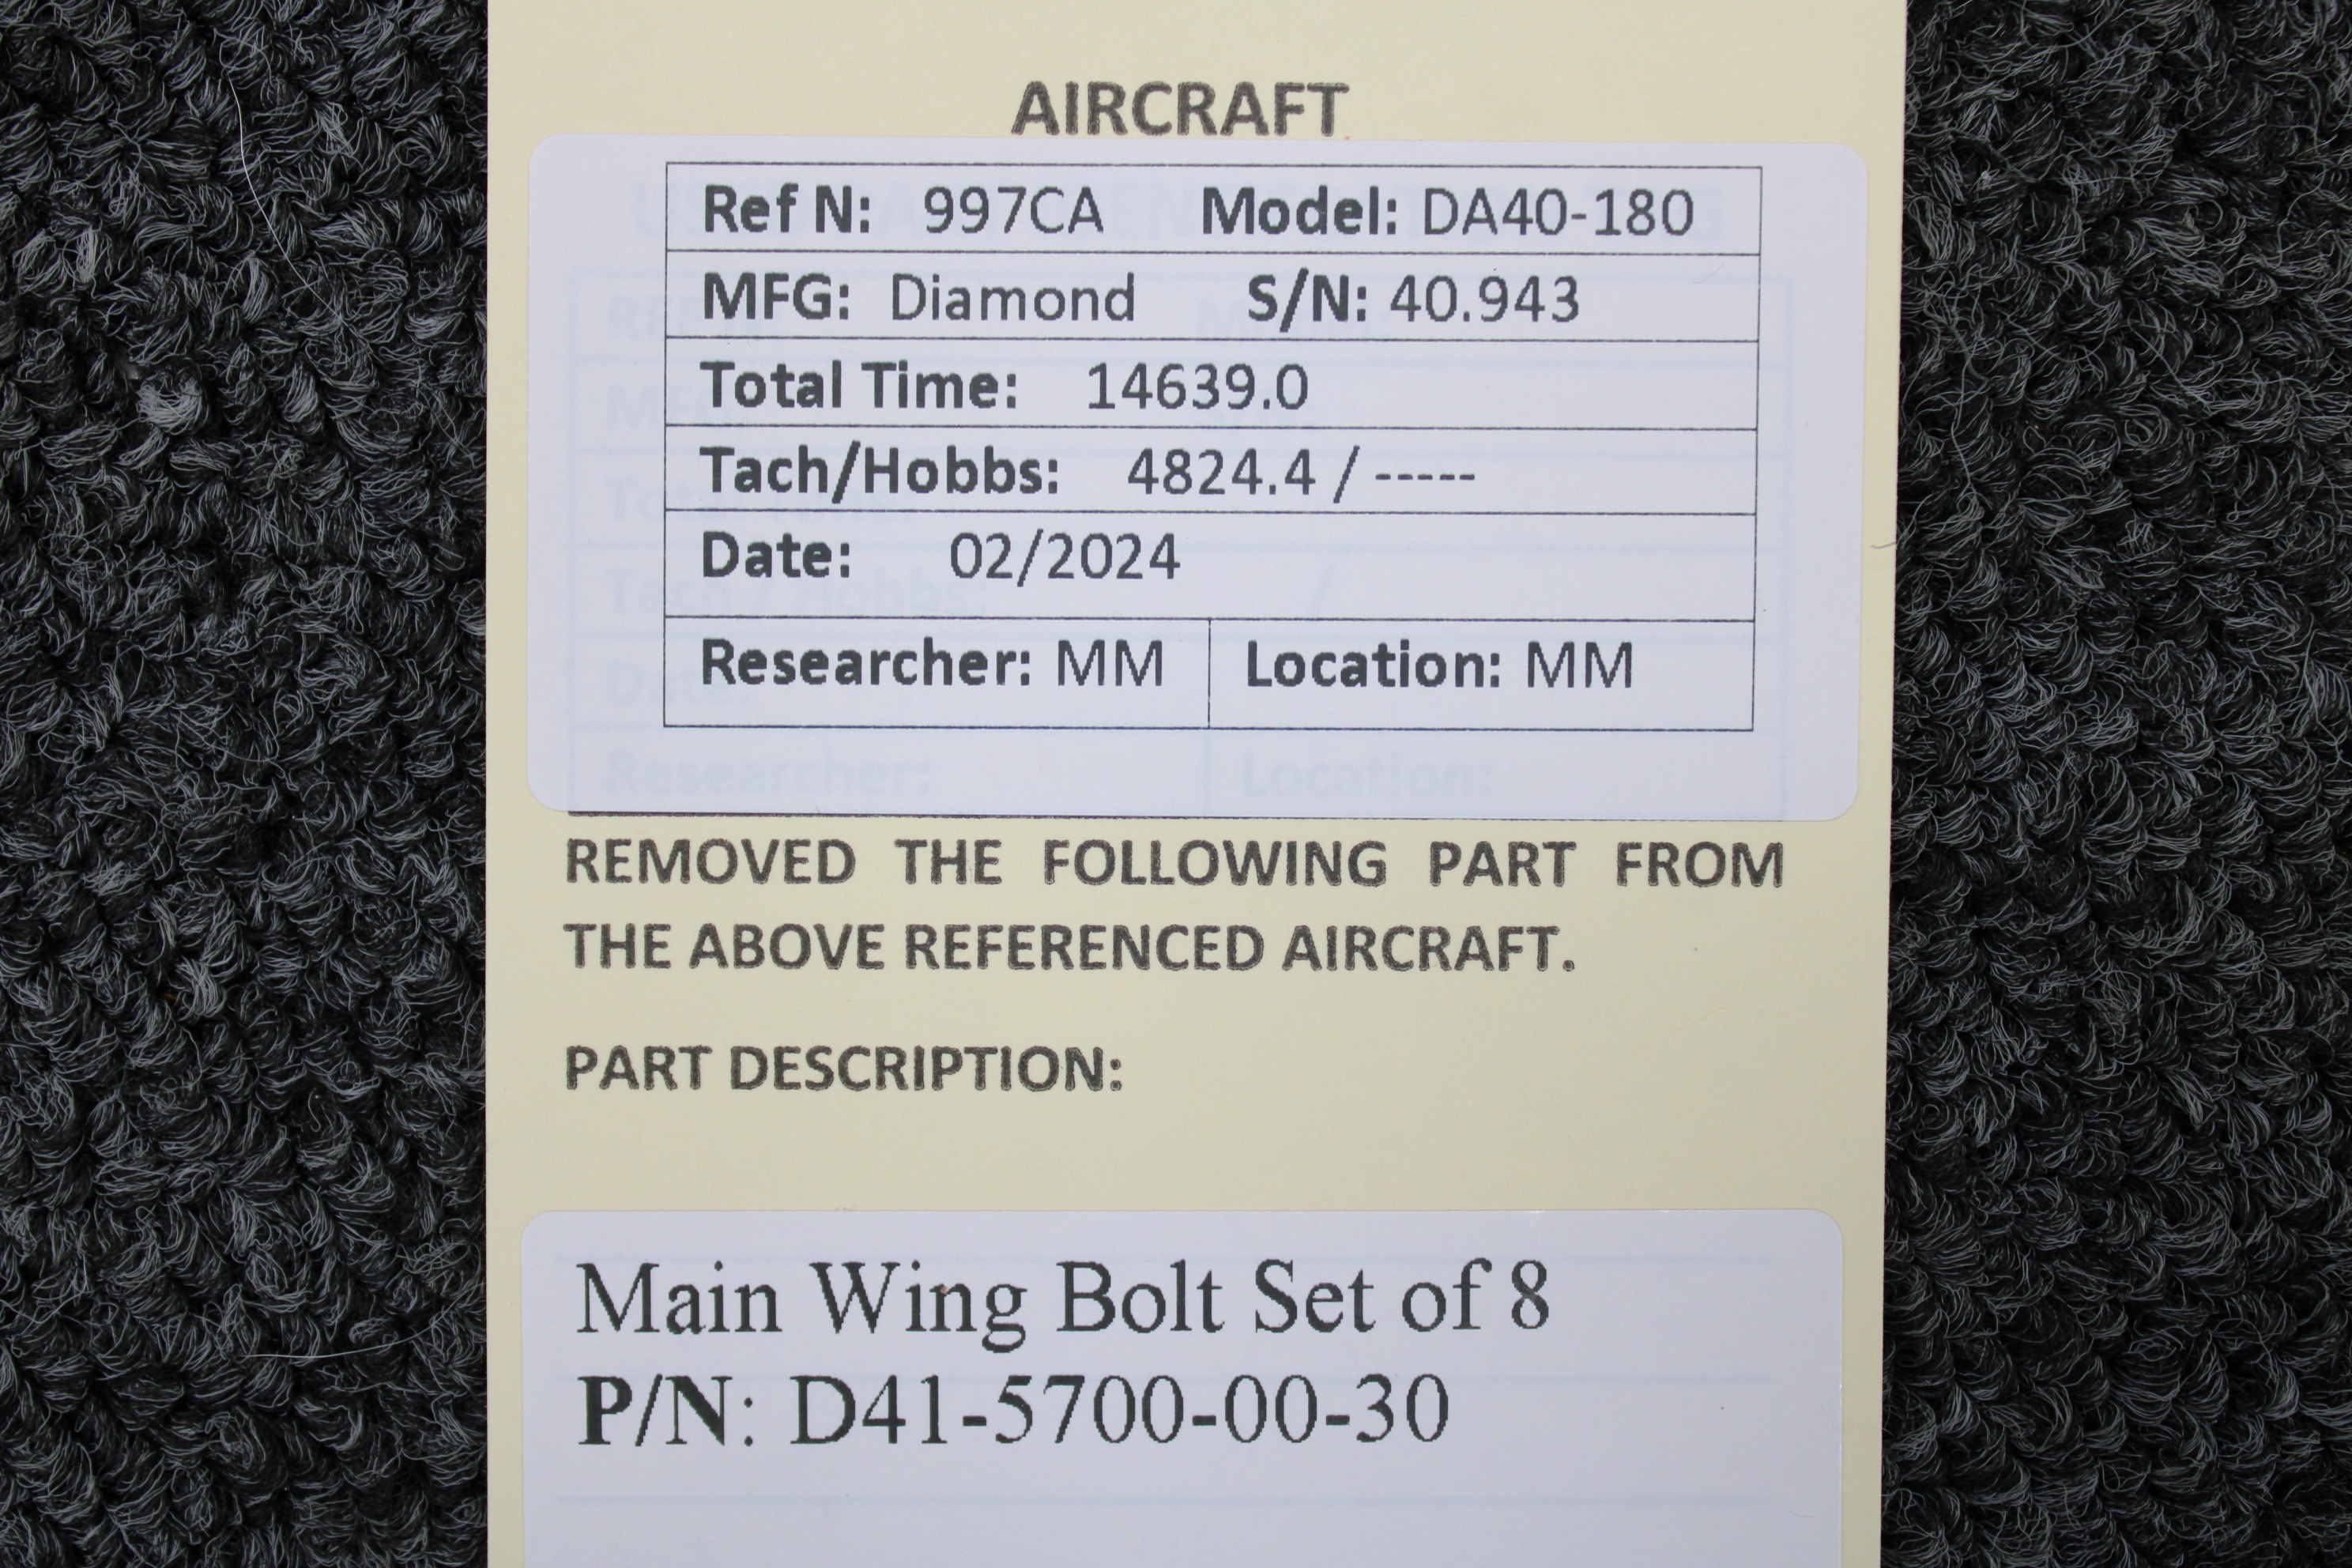 AIRCRAFT
Ref N: 997CA Model: DA40-180
MFG: Diamond S/N: 40.943
Total Time: 14639.0
Tach/Hobbs: 4824.4 / -----
Date: 02/2024
Researcher: MM Location: MM
Researcher: Location:
REMOVED THE FOLLOWING PART FROM
THE ABOVE REFERENCED AIRCRAFT.
PART DESCRIPTION:
Main Wing Bolt Set of 8
P/N: D41-5700-00-30